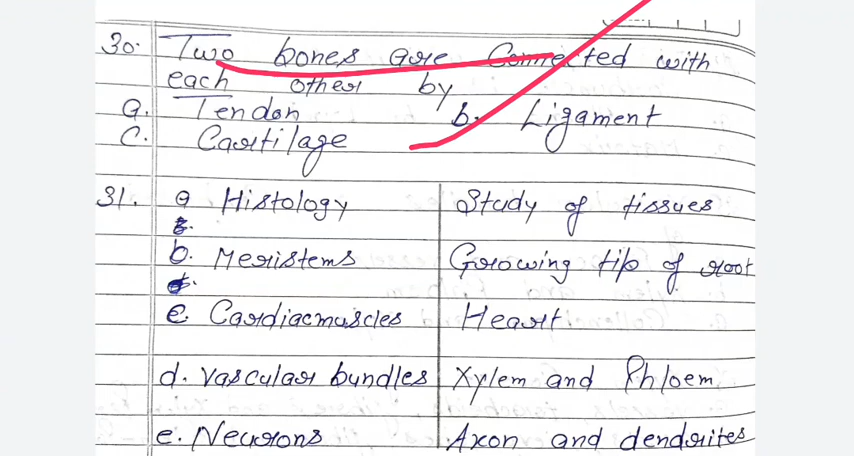 30. Two bones are Connected with
each other by
a. Tendon b. Ligament
c. Cartilage
31. a Histology Study of tissues
b. Meristems Growing tip of root
c. Cardiacmuscles Heart
d. Vascular bundles Xylem and Phloem
e. Neurons Axon and dendrites